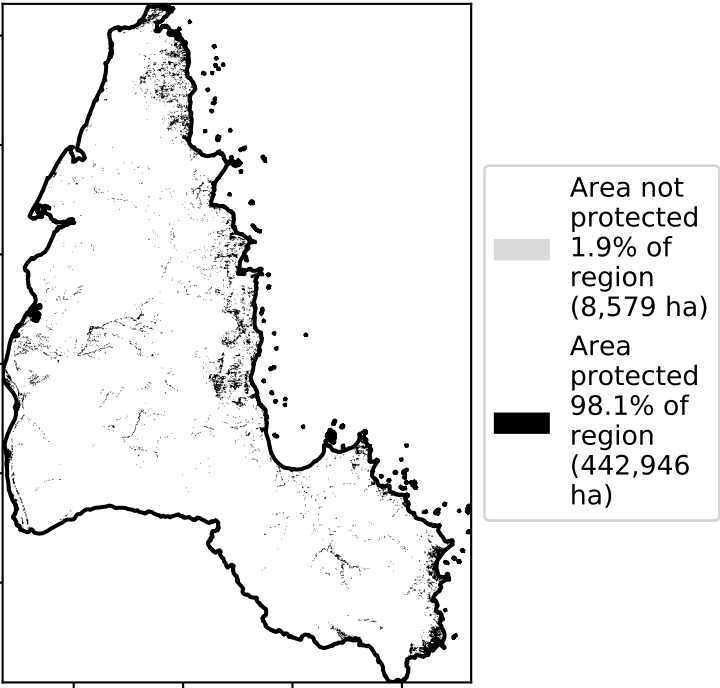 Area not
protected
1.9% of
region
(8,579 ha)
Area
protected
98.1% of
region
(442,946
ha)